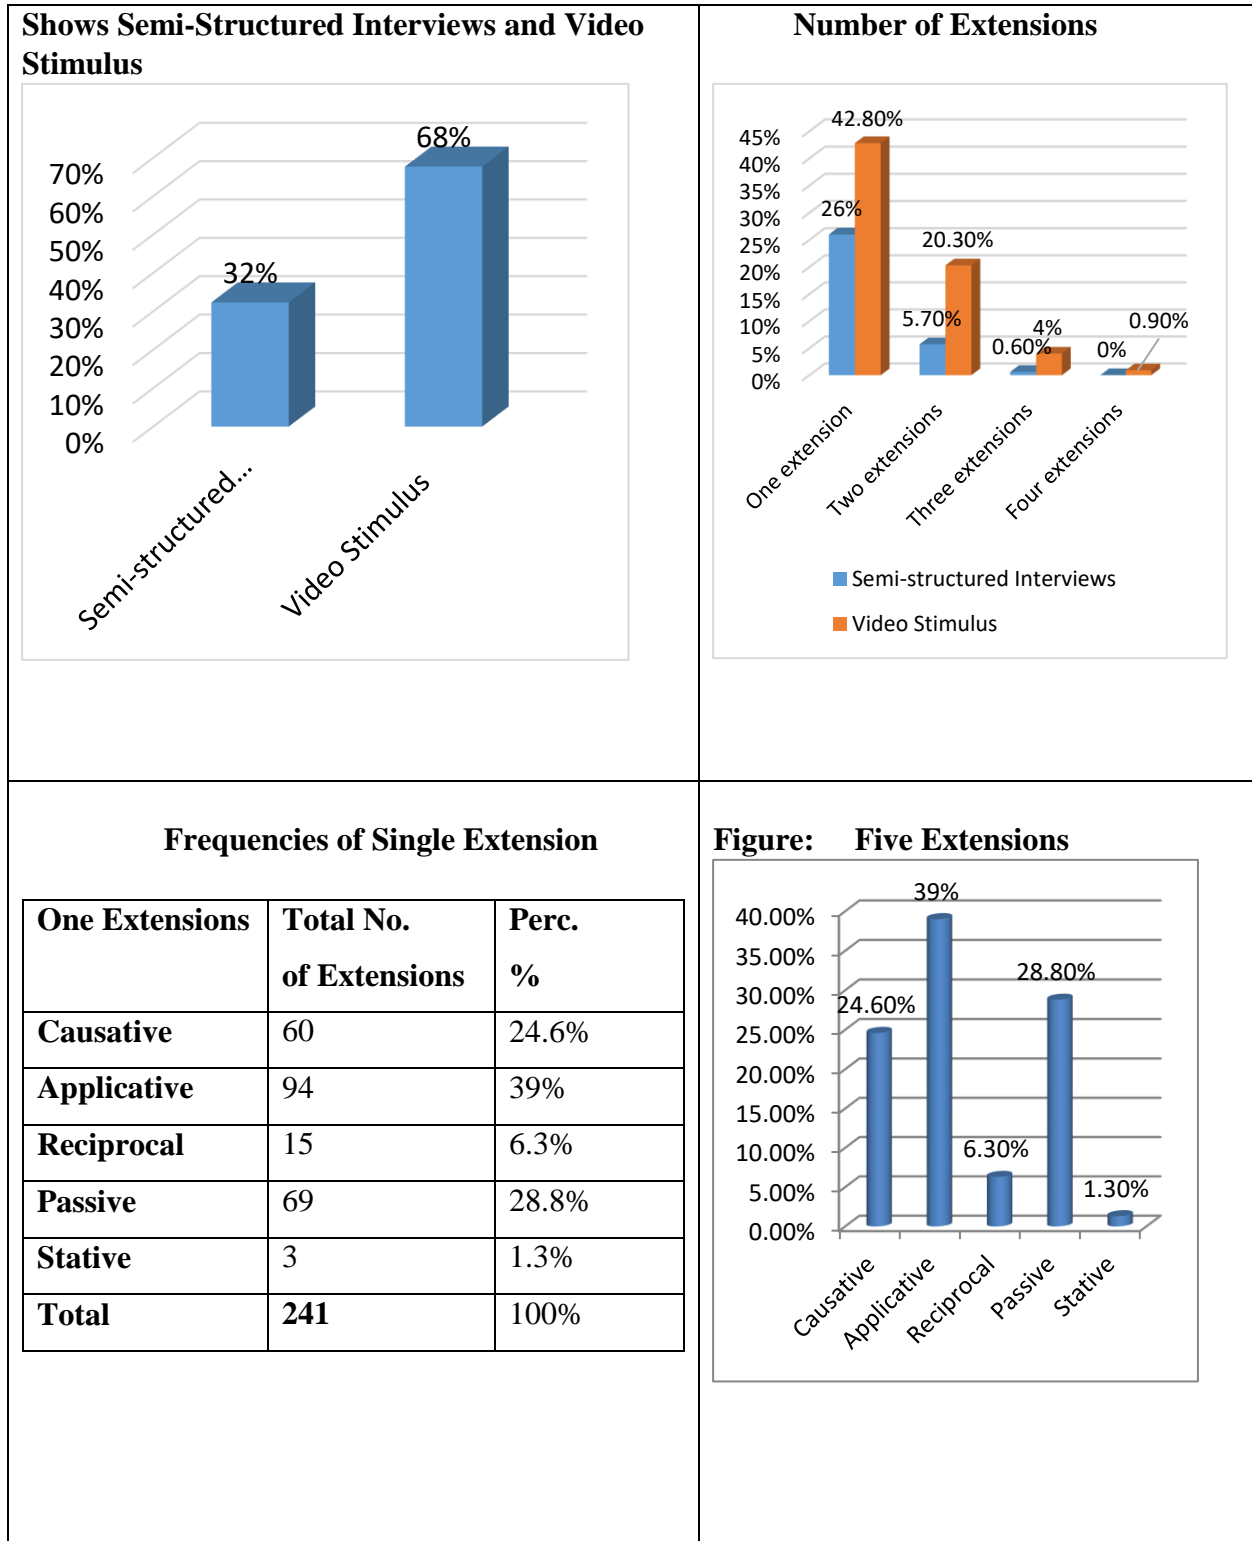 Shows Semi-Structured Interviews and Video
Stimulus
68%
32%
70%
60%
50%
40%
30%
20%
10%
0%
Semi-structured...
Video Stimulus
Number of Extensions
42.80%
26%
20.30%
5.70%
0.60%
4%
0%
0.90%
45%
40%
35%
30%
25%
20%
15%
10%
5%
0%
One extension
Two extensions
Three extensions
Four extensions
Semi-structured Interviews
Video Stimulus
Frequencies of Single Extension
One Extensions Total No. Perc.
of Extensions %
Causative 60 24.6%
Applicative 94 39%
Reciprocal 15 6.3%
Passive 69 28.8%
Stative 3 1.3%
Total 241 100%
Figure: Five Extensions
39%
28.80%
24.60%
6.30%
1.30%
40.00%
35.00%
30.00%
25.00%
20.00%
15.00%
10.00%
5.00%
0.00%
Causative
Applicative
Reciprocal
Passive
Stative